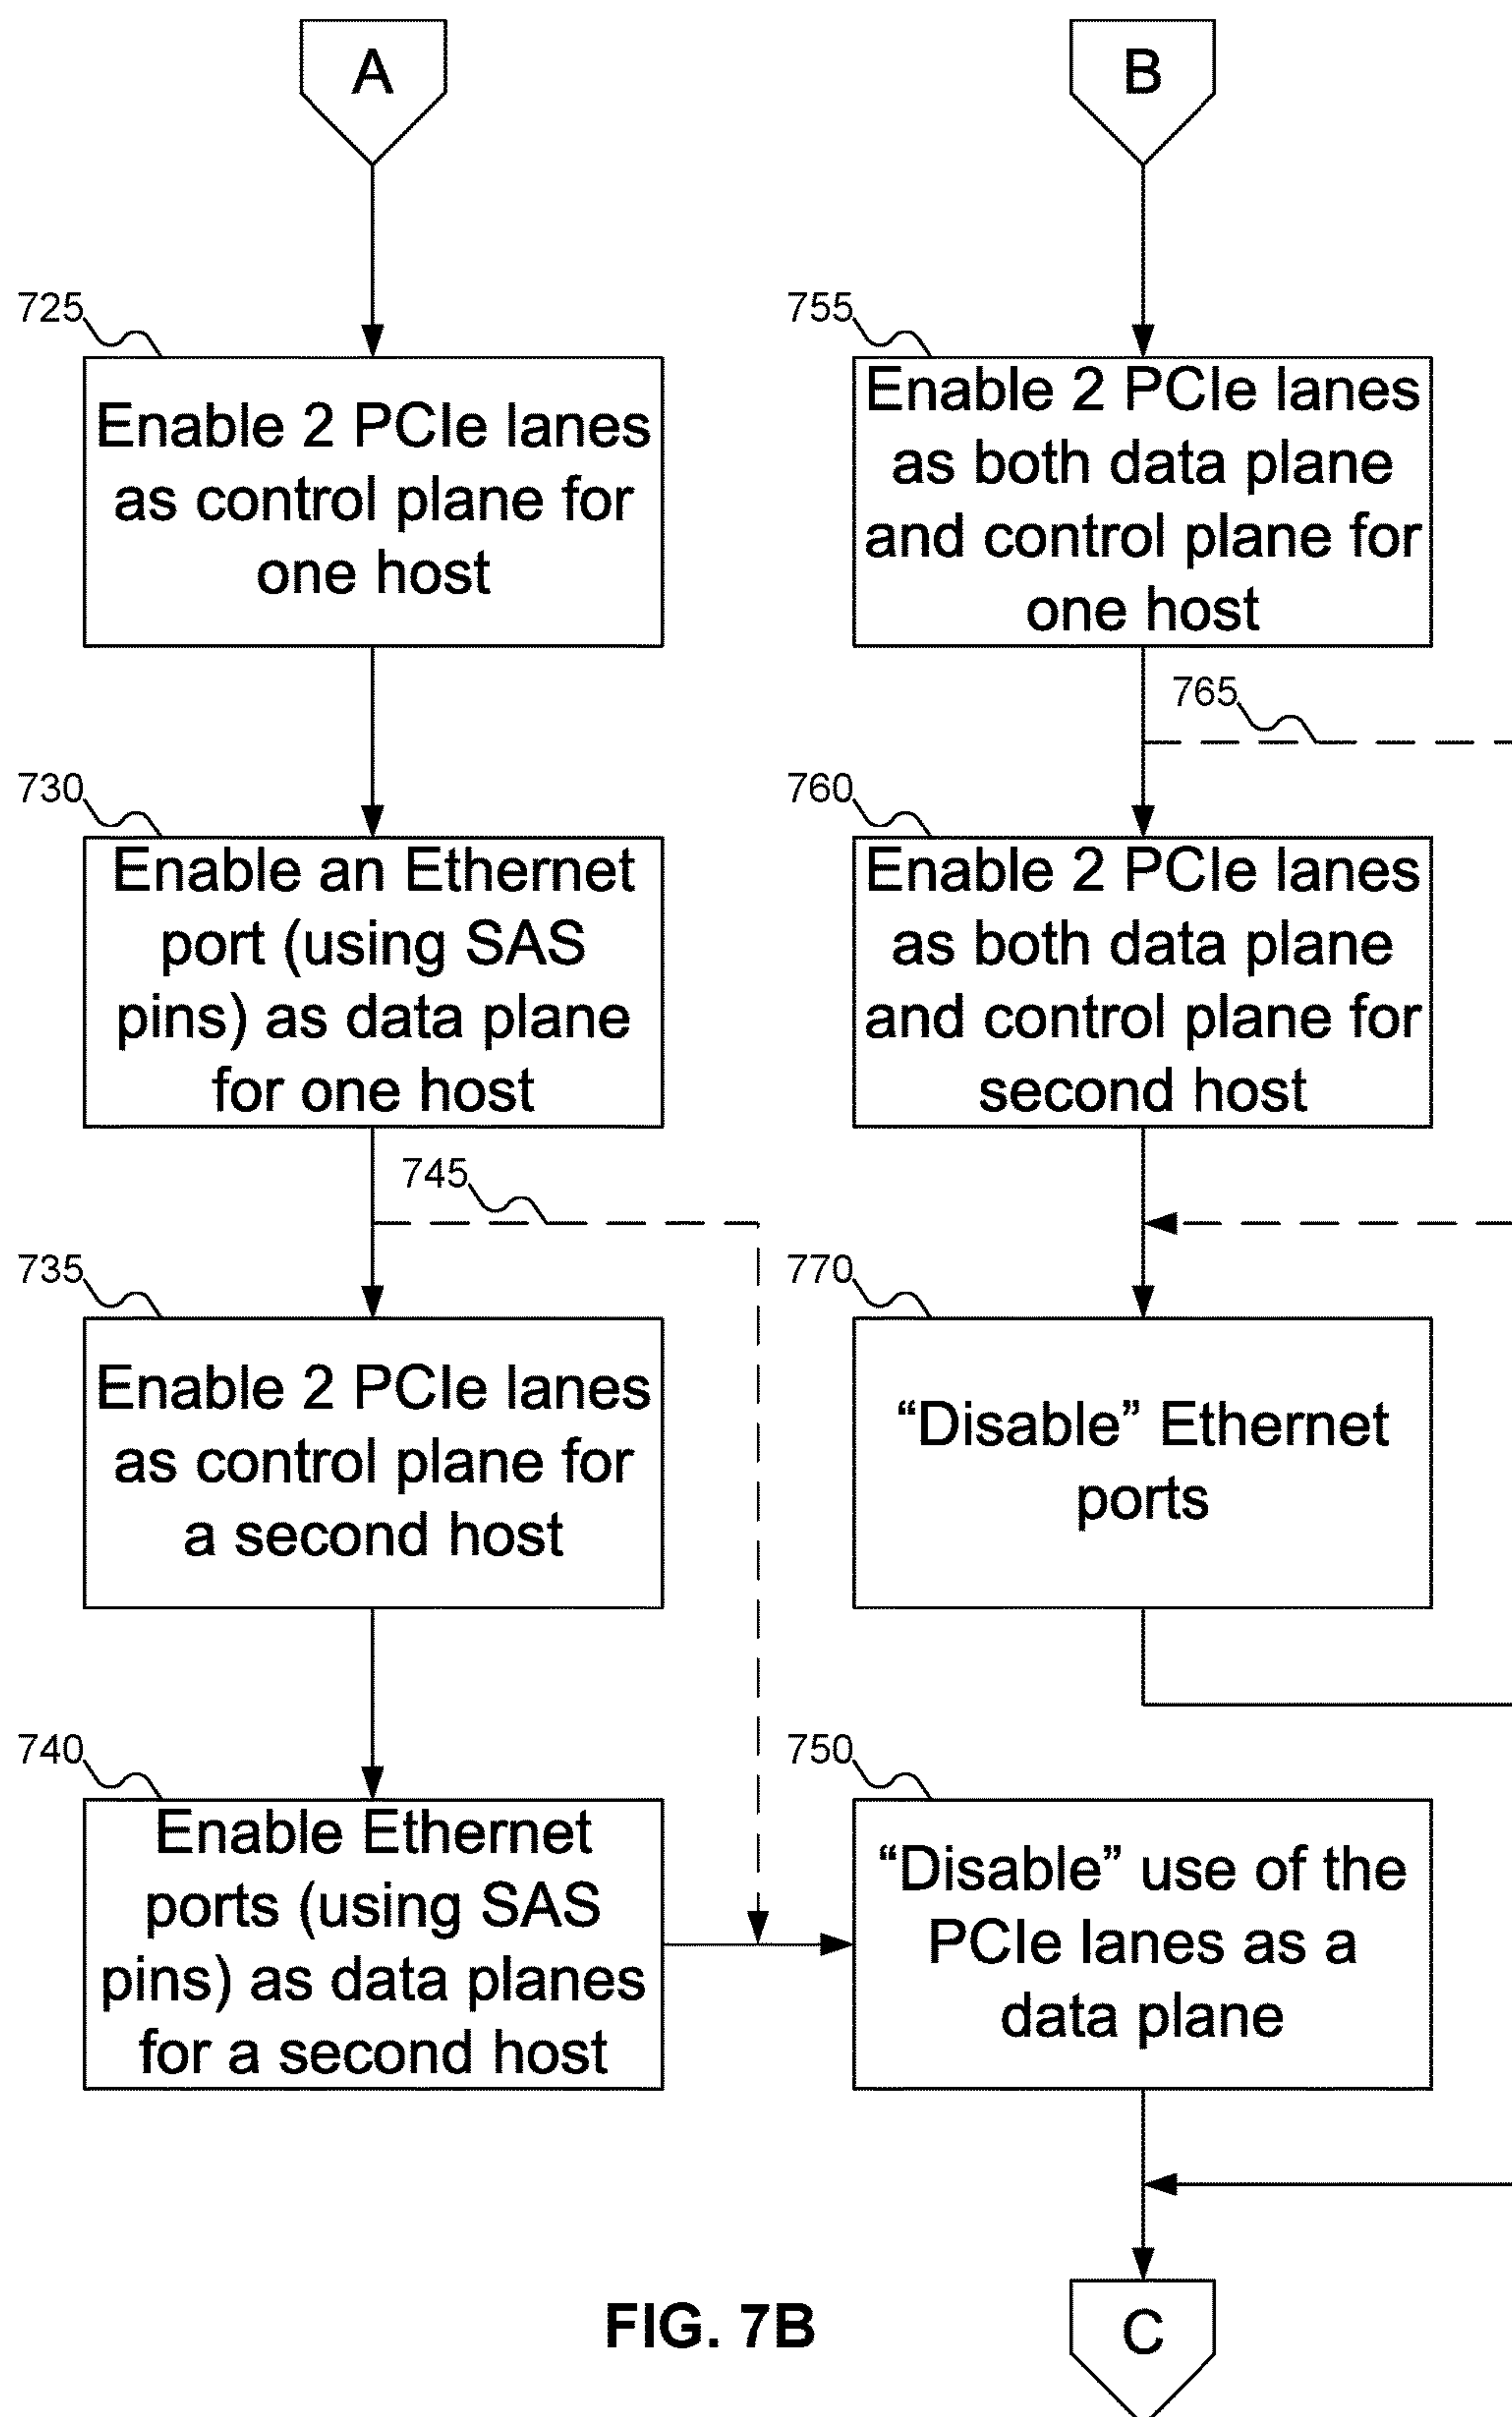 A
B
725
Enable 2 PCIe lanes
as control plane for
one host
755
Enable 2 PCIe lanes
as both data plane
and control plane for
one host
765
730
Enable an Ethernet
port (using SAS
pins) as data plane
for one host
760
Enable 2 PCIe lanes
as both data plane
and control plane for
second host
745
735
Enable 2 PCIe lanes
as control plane for
a second host
770
“Disable” Ethernet
ports
740
Enable Ethernet
ports (using SAS
pins) as data planes
for a second host
750
“Disable” use of the
PCIe lanes as a
data plane
FIG. 7B
C